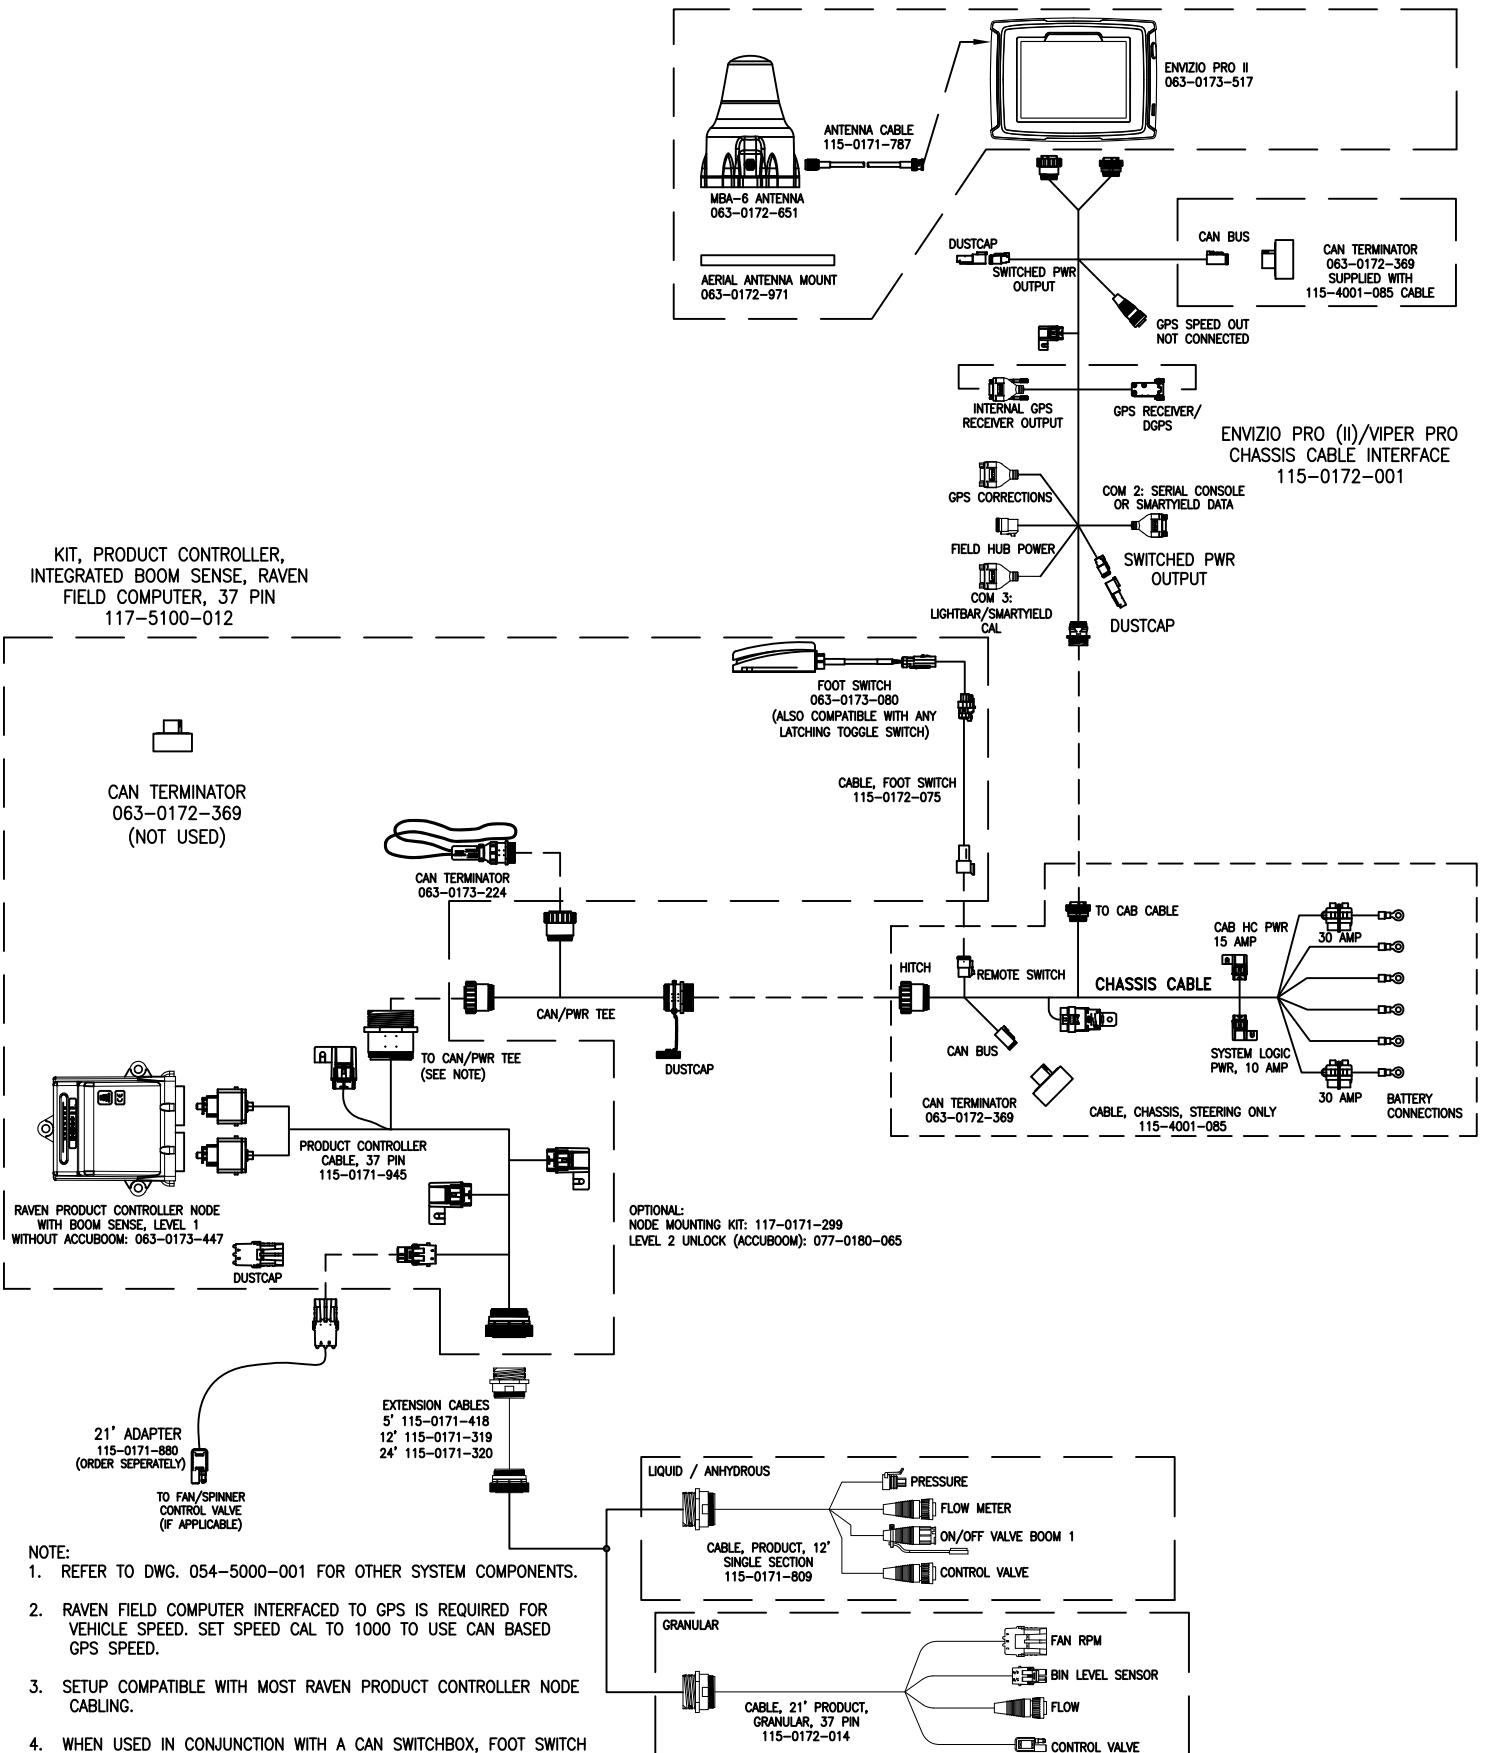 ENVIZIO PRO II
063-0173-517
ANTENNA CABLE
115-0171-787
MBA-6 ANTENNA
063-0172-651
AERIAL ANTENNA MOUNT
063-0172-971
DUSTCAP
SWITCHED PWR
OUTPUT
CAN BUS
CAN TERMINATOR
063-0172-369
SUPPLIED WITH
115-4001-085 CABLE
GPS SPEED OUT
NOT CONNECTED
INTERNAL GPS
RECEIVER OUTPUT
GPS RECEIVER/
DGPS
ENVIZIO PRO (II)/VIPER PRO
CHASSIS CABLE INTERFACE
115-0172-001
GPS CORRECTIONS
COM 2: SERIAL CONSOLE
OR SMARTYIELD DATA
FIELD HUB POWER
SWITCHED PWR
OUTPUT
COM 3:
LIGHTBAR/SMARTYIELD
CAL
DUSTCAP
KIT, PRODUCT CONTROLLER,
INTEGRATED BOOM SENSE, RAVEN
FIELD COMPUTER, 37 PIN
117-5100-012
FOOT SWITCH
063-0173-080
(ALSO COMPATIBLE WITH ANY
LATCHING TOGGLE SWITCH)
CABLE, FOOT SWITCH
115-0172-075
CAN TERMINATOR
063-0172-369
(NOT USED)
CAN TERMINATOR
063-0173-224
TO CAB CABLE
CAB HC PWR
15 AMP
30 AMP
HITCH
REMOTE SWITCH
CHASSIS CABLE
CAN/PWR TEE
DUSTCAP
CAN BUS
SYSTEM LOGIC
PWR, 10 AMP
30 AMP
BATTERY
CONNECTIONS
CAN TERMINATOR
063-0172-369
CABLE, CHASSIS, STEERING ONLY
115-4001-085
TO CAN/PWR TEE
(SEE NOTE)
PRODUCT CONTROLLER
CABLE, 37 PIN
115-0171-945
RAVEN PRODUCT CONTROLLER NODE
WITH BOOM SENSE, LEVEL 1
WITHOUT ACCUBOOM: 063-0173-447
DUSTCAP
OPTIONAL:
NODE MOUNTING KIT: 117-0171-299
LEVEL 2 UNLOCK (ACCUBOOM): 077-0180-065
EXTENSION CABLES
5' 115-0171-418
12' 115-0171-319
24' 115-0171-320
21' ADAPTER
115-0171-880
(ORDER SEPERATELY)
TO FAN/SPINNER
CONTROL VALVE
(IF APPLICABLE)
LIQUID / ANHYDROUS
PRESSURE
FLOW METER
ON/OFF VALVE BOOM 1
CONTROL VALVE
CABLE, PRODUCT, 12'
SINGLE SECTION
115-0171-809
GRANULAR
FAN RPM
BIN LEVEL SENSOR
FLOW
CONTROL VALVE
CABLE, 21' PRODUCT,
GRANULAR, 37 PIN
115-0172-014
NOTE:
1. REFER TO DWG. 054-5000-001 FOR OTHER SYSTEM COMPONENTS.
2. RAVEN FIELD COMPUTER INTERFACED TO GPS IS REQUIRED FOR
VEHICLE SPEED. SET SPEED CAL TO 1000 TO USE CAN BASED
GPS SPEED.
3. SETUP COMPATIBLE WITH MOST RAVEN PRODUCT CONTROLLER NODE
CABLING.
4. WHEN USED IN CONJUNCTION WITH A CAN SWITCHBOX, FOOT SWITCH